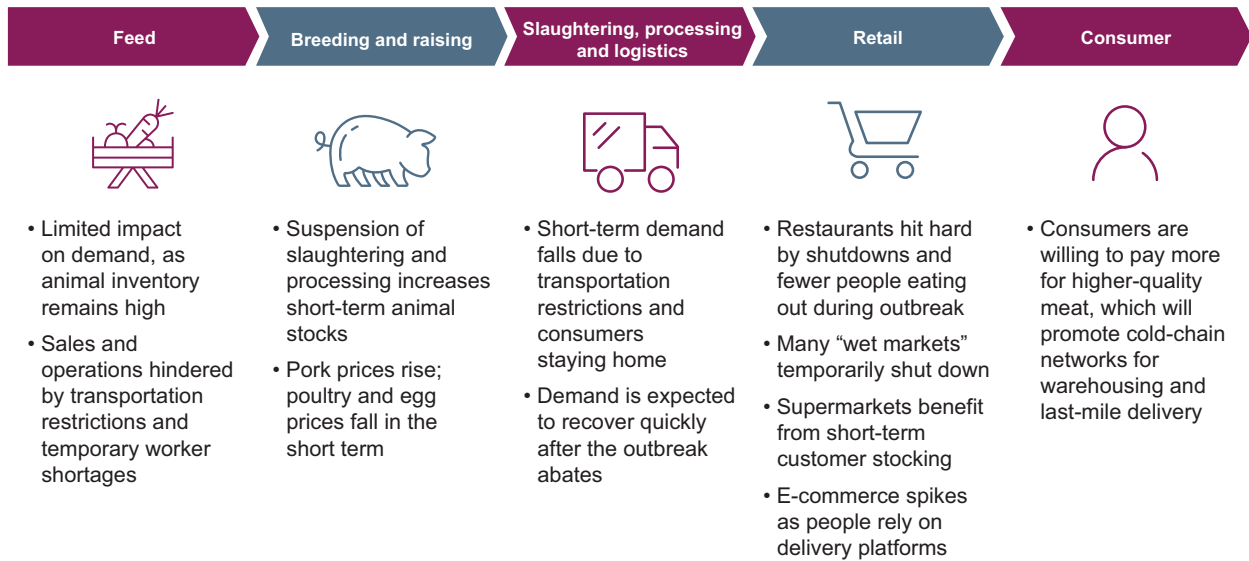 Feed
Breeding and raising
Slaughtering, processing
and logistics
Retail
Consumer
• Limited impact
on demand, as
animal inventory
remains high
• Sales and
operations hindered
by transportation
restrictions and
temporary worker
shortages
• Suspension of
slaughtering and
processing increases
short-term animal
stocks
• Pork prices rise;
poultry and egg
prices fall in the
short term
• Short-term demand
falls due to
transportation
restrictions and
consumers
staying home
• Demand is expected
to recover quickly
after the outbreak
abates
• Restaurants hit hard
by shutdowns and
fewer people eating
out during outbreak
• Many “wet markets”
temporarily shut down
• Supermarkets benefit
from short-term
customer stocking
• E-commerce spikes
as people rely on
delivery platforms
• Consumers are
willing to pay more
for higher-quality
meat, which will
promote cold-chain
networks for
warehousing and
last-mile delivery